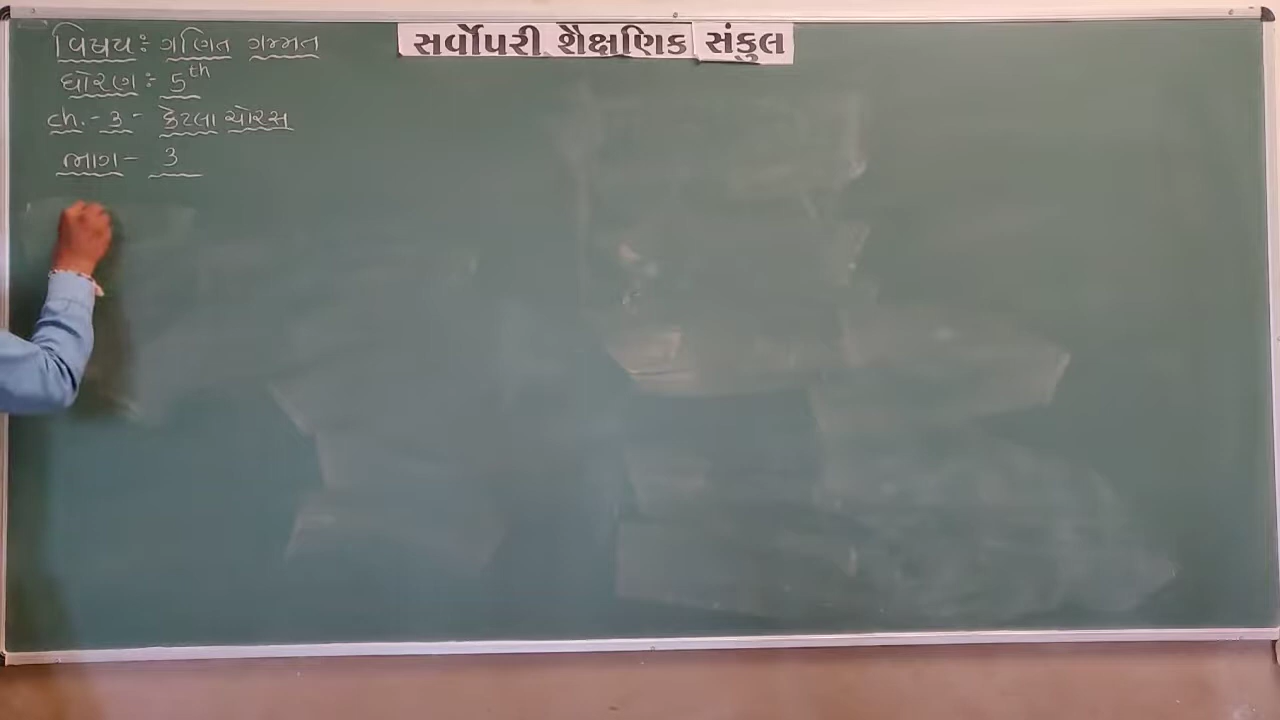 સર્વોપરી શૈક્ષણિક સંકુલ
વિષય: ગણિત ગમ્મત
ધોરણ: 5th
ch.-3- કેટલા ચોરસ
ભાગ- 3